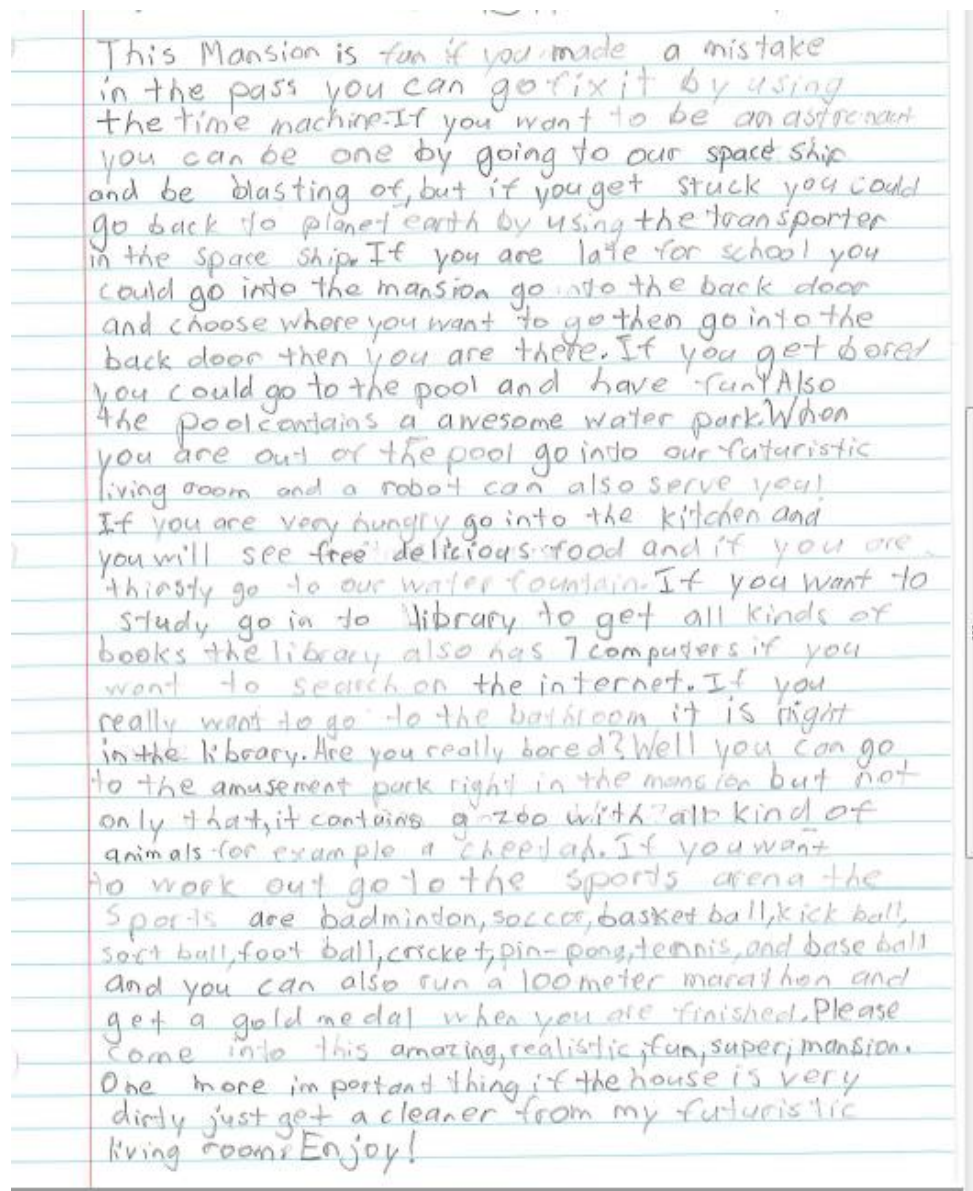 This Mansion is fun if you made a mistake
in the pass you can go fix it by using
the time machine. If you want to be an astronaut
you can be one by going to our space ship
and be blasting of, but if you get stuck you could
go back to planet earth by using the transporter
in the space ship. If you are late for school you
could go into the mansion go into the back door
and choose where you want to go then go into the
back door then you are there. If you get bored
you could go to the pool and have fun! Also
the pool contains a awesome water park. When
you are out of the pool go into our futuristic
living room and a robot can also serve you!
If you are very hungry go into the kitchen and
you will see free delicious food and if you are
thirsty go to our water fountain. If you want to
study go in to library to get all kinds of
books the library also has 7 computers if you
want to search on the internet. If you
really want to go to the bathroom it is right
in the library. Are you really bored? Well you can go
to the amusement park right in the mansion but not
only that, it contains a zoo with all kind of
animals for example a cheetah. If you want
to work out go to the sports arena the
sports are badminton, soccer, basket ball, kick ball,
soft ball, foot ball, cricket, pin-pong, tennis, and base ball
and you can also run a 100 meter marathon and
get a gold medal when you are finished. Please
come into this amazing, realistic, fun, super, mansion.
One more important thing if the house is very
dirty just get a cleaner from my futuristic
living room. Enjoy!